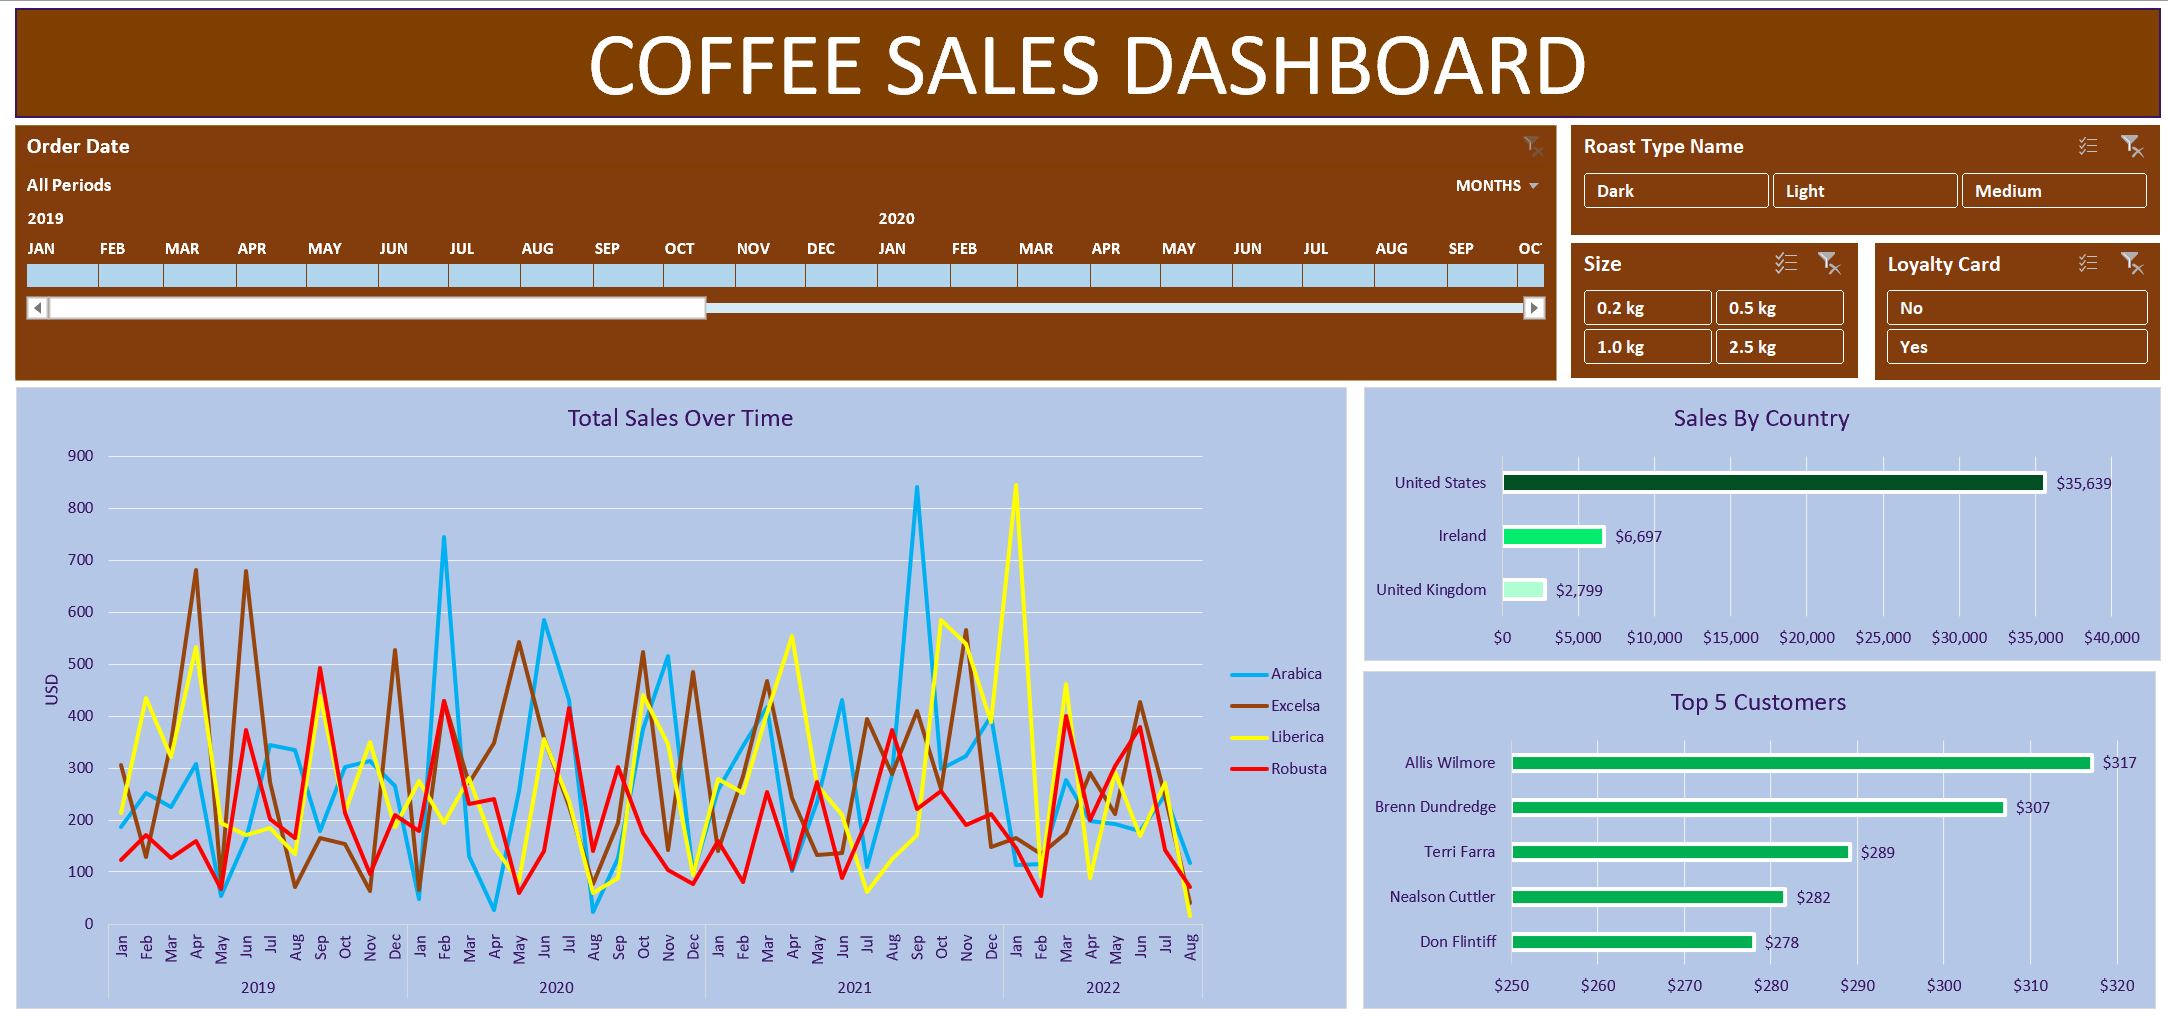 COFFEE SALES DASHBOARD
Order Date
All Periods
MONTHS
2019 2020
JAN FEB MAR APR MAY JUN JUL AUG SEP OCT NOV DEC JAN FEB MAR APR MAY JUN JUL AUG SEP OC
Roast Type Name
Dark Light Medium
Size
0.2 kg 0.5 kg
1.0 kg 2.5 kg
Loyalty Card
No
Yes
Total Sales Over Time
900
800
700
600
500
400
300
200
100
0
USD
Jan Feb Mar Apr May Jun Jul Aug Sep Oct Nov Dec Jan Feb Mar Apr May Jun Jul Aug Sep Oct Nov Dec Jan Feb Mar Apr May Jun Jul Aug Sep Oct Nov Dec Jan Feb Mar Apr May Jun Jul Aug
2019 2020 2021 2022
Arabica
Excelsa
Liberica
Robusta
Sales By Country
United States $35,639
Ireland $6,697
United Kingdom $2,799
$0 $5,000 $10,000 $15,000 $20,000 $25,000 $30,000 $35,000 $40,000
Top 5 Customers
Allis Wilmore $317
Brenn Dundredge $307
Terri Farra $289
Nealson Cuttler $282
Don Flintiff $278
$250 $260 $270 $280 $290 $300 $310 $320